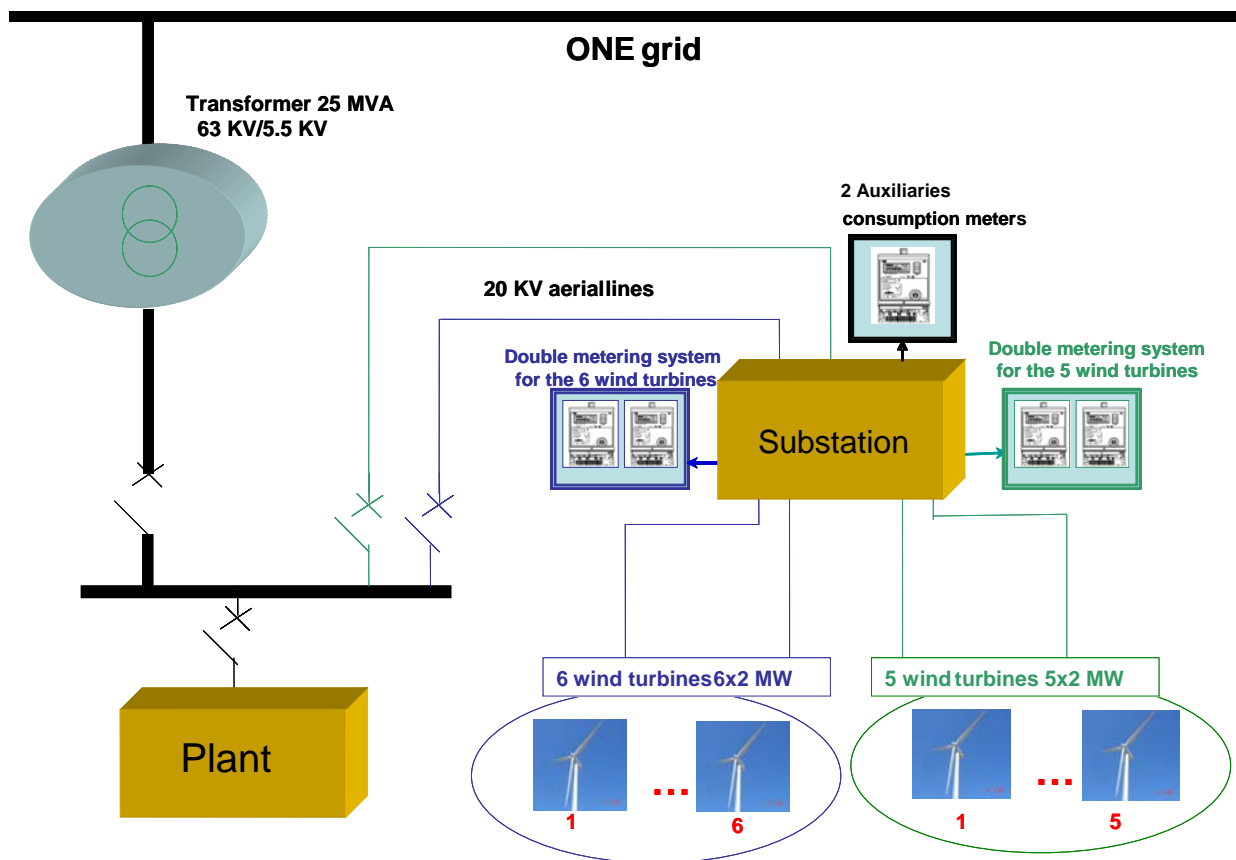 ONE grid
Transformer 25 MVA
63 KV/5.5 KV
2 Auxiliaries
consumption meters
20 KV aeriallines
Double metering system
for the 6 wind turbines
Double metering system
for the 5 wind turbines
Substation
6 wind turbines6x2 MW
5 wind turbines 5x2 MW
Plant
...
...
1
6
1
5